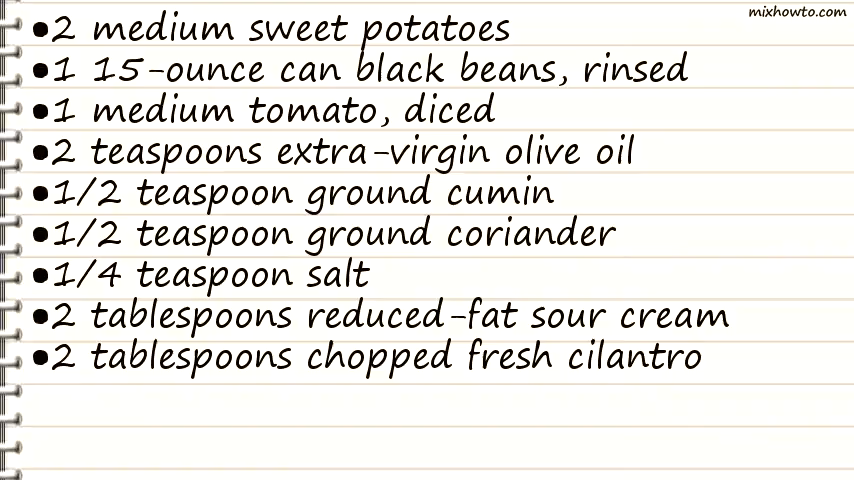 mixhowto.com
•2 medium sweet potatoes
•1 15-ounce can black beans, rinsed
•1 medium tomato, diced
•2 teaspoons extra-virgin olive oil
•1/2 teaspoon ground cumin
•1/2 teaspoon ground coriander
•1/4 teaspoon salt
•2 tablespoons reduced-fat sour cream
•2 tablespoons chopped fresh cilantro